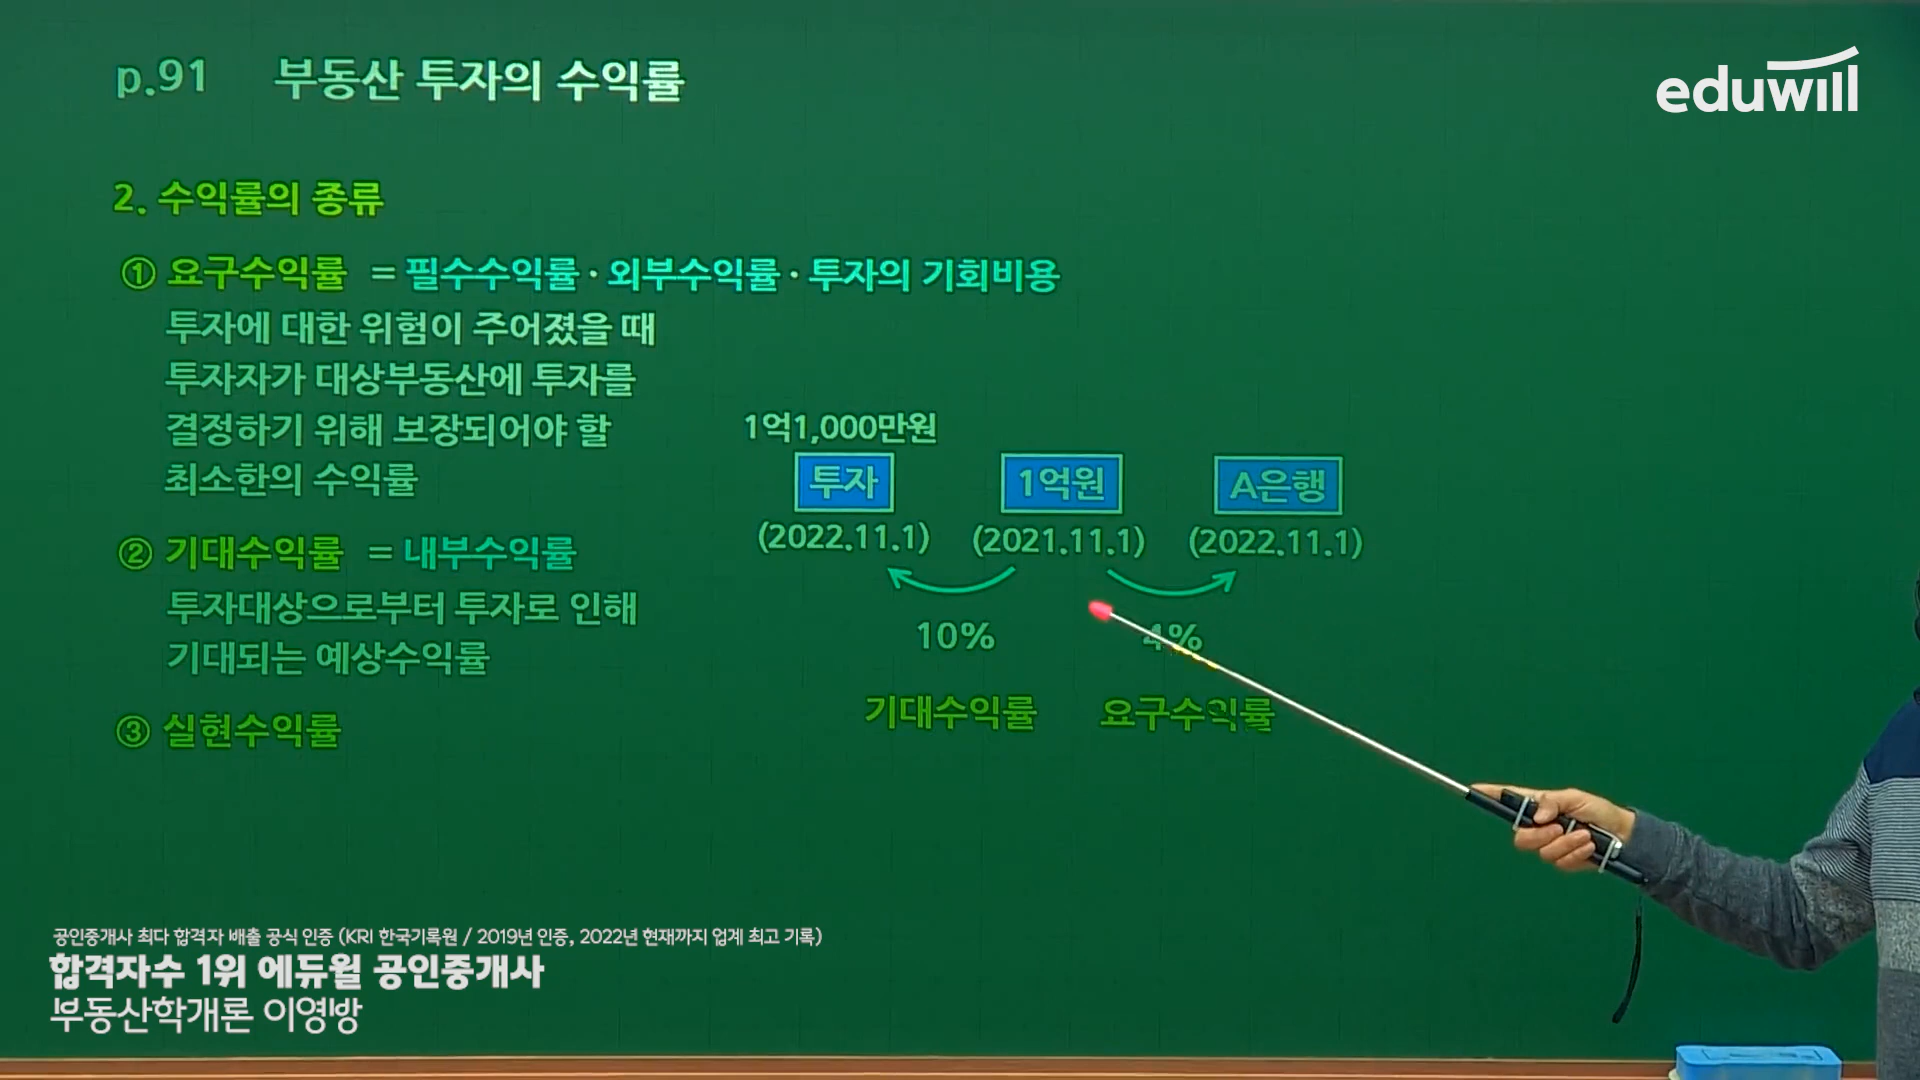 p.91 부동산 투자의 수익률
eduwill
2. 수익률의 종류
① 요구수익률 = 필수수익률 · 외부수익률 · 투자의 기회비용
투자에 대한 위험이 주어졌을 때
투자자가 대상부동산에 투자를
결정하기 위해 보장되어야 할
최소한의 수익률
② 기대수익률 = 내부수익률
투자대상으로부터 투자로 인해
기대되는 예상수익률
③ 실현수익률
1억1,000만원
투자 1억원 A은행
(2022.11.1) (2021.11.1) (2022.11.1)
10% 4%
기대수익률 요구수익률
공인중개사 최다 합격자 배출 공식 인증 (KRI 한국기록원 / 2019년 인증, 2022년 현재까지 업계 최고 기록)
합격자수 1위 에듀윌 공인중개사
부동산학개론 이영방